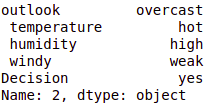 outlook         overcast
 temperature         hot
 humidity           high
 windy              weak
Decision             yes
Name: 2, dtype: object